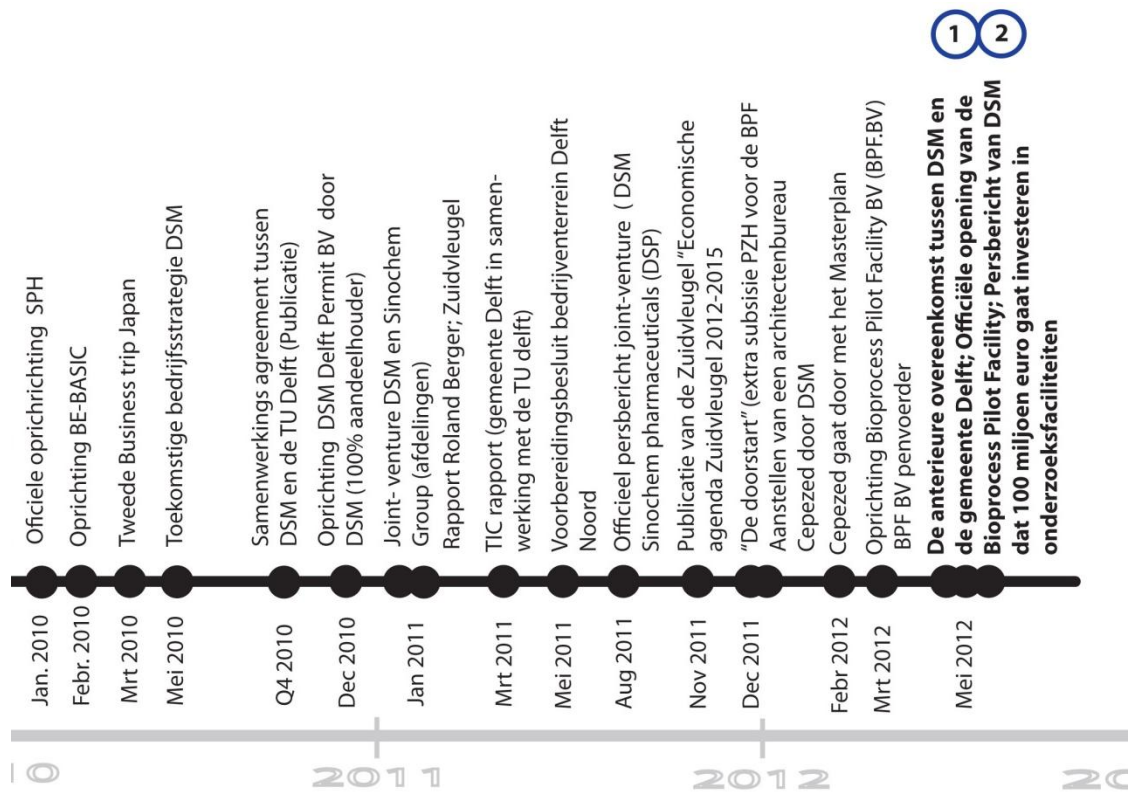 1 2
Jan. 2010
Oficiele oprichrichting SPH
Febr. 2010
Oprichting BE-BASIC
Mrt 2010
Tweede Business trip Japan
Mei 2010
Toekomstige bedrijfsstrategie DSM
Q4 2010
Samenwerkings agreement tussen
DSM en de TU Delft (Publicatie)
Dec 2010
Oprichting DSM Delft Permit BV door
DSM (100% aandeelhouder)
Jan 2011
Joint- venture DSM en Sinochem
Group (afdelingen)
Rapport Roland Berger; Zuidvleugel
Mrt 2011
TIC rapport (gemeente Delft in samen-
werking met de TU delft)
Mei 2011
Voorbereidingsbesluit bedrijventerrein Delft
Noord
Aug 2011
Officieel persbericht joint-venture ( DSM
Sinochem pharmaceuticals (DSP)
Nov 2011
Publicatie van de Zuidvleugel "Economische
agenda Zuidvleugel 2012-2015
Dec 2011
"De doorstart" (extra subsisie PZH voor de BPF
Aanstellen van een architectenbureau
Cepezed door DSM
Febr 2012
Cepezed gaat door met het Masterplan
Mrt 2012
Oprichting Bioprocess Pilot Facility BV (BPF.BV)
BPF BV penvoerder
Mei 2012
De anterieure overeenkomst tussen DSM en
de gemeente Delft; Officiële opening van de
Bioprocess Pilot Facility; Persbericht van DSM
dat 100 miljoen euro gaat investeren in
onderzoeksfaciliteiten
10
2011
2012
20